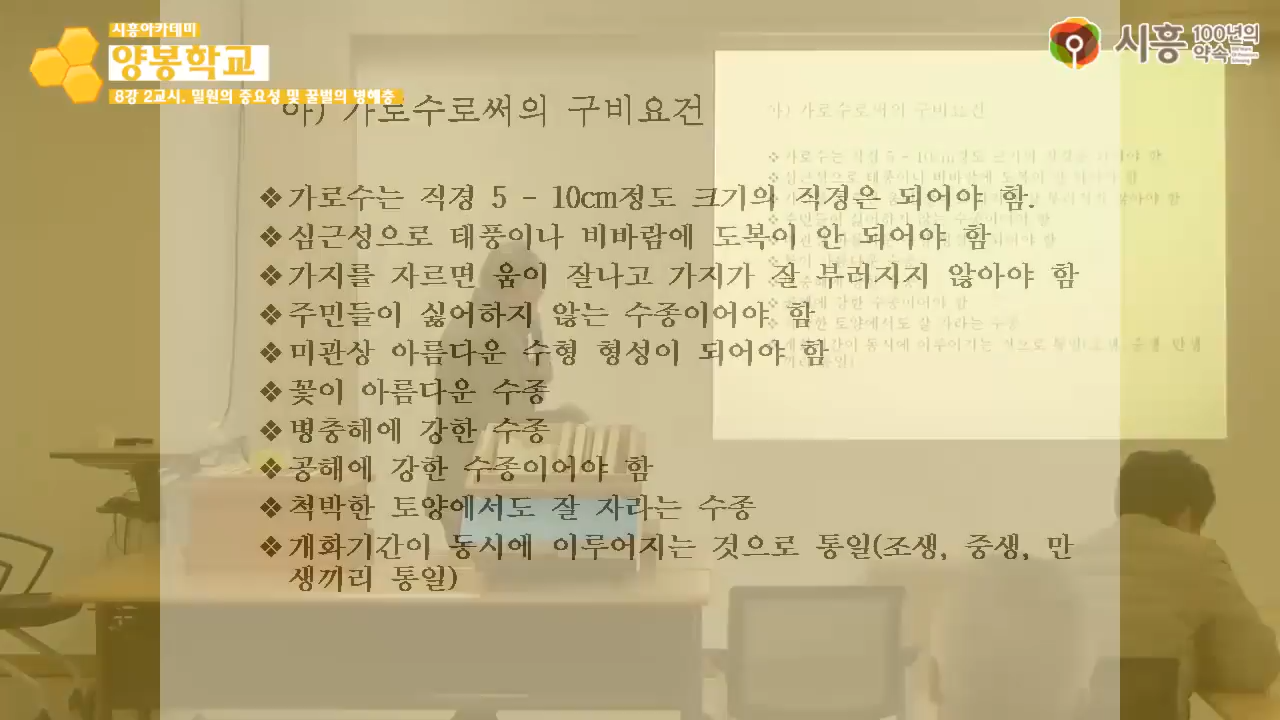 시흥아카데미
양봉학교
8강 2교시. 밀원의 중요성 및 꿀벌의 병해충
시흥 100년의 약속
아) 가로수로써의 구비요건
❖ 가로수는 직경 5 - 10cm정도 크기의 직경은 되어야 함.
❖ 심근성으로 태풍이나 비바람에 도복이 안 되어야 함
❖ 가지를 자르면 움이 잘나고 가지가 잘 부러지지 않아야 함
❖ 주민들이 싫어하지 않는 수종이어야 함
❖ 미관상 아름다운 수형 형성이 되어야 함
❖ 꽃이 아름다운 수종
❖ 병충해에 강한 수종
❖ 공해에 강한 수종이어야 함
❖ 척박한 토양에서도 잘 자라는 수종
❖ 개화기간이 동시에 이루어지는 것으로 통일(조생, 중생, 만
생끼리 통일)
아) 가로수로써의 구비요건